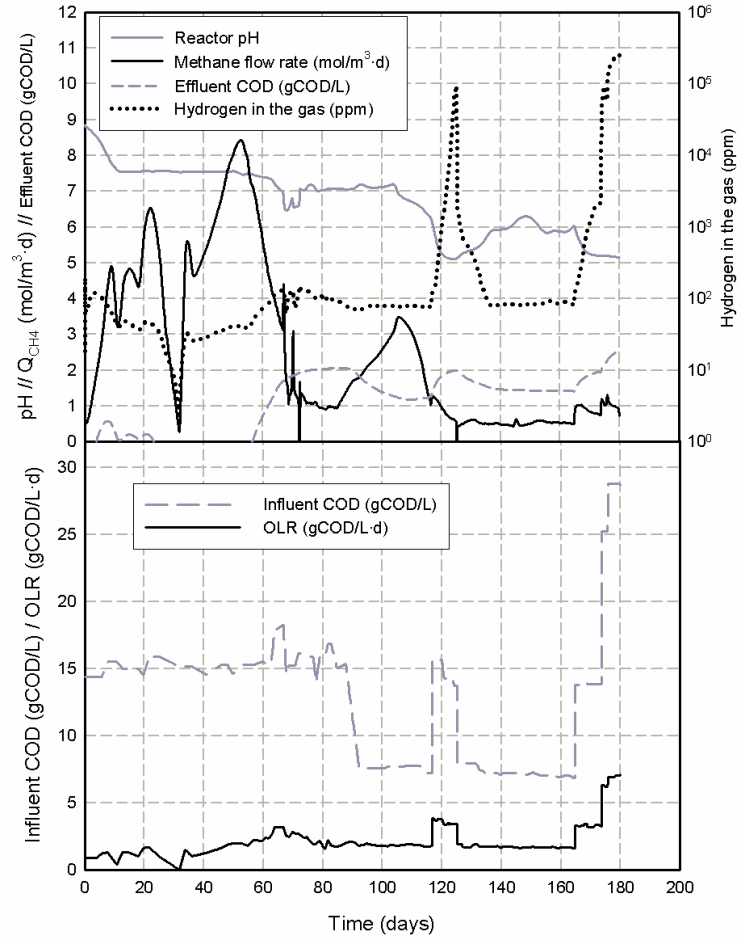 12
11
10
9
8
7
6
5
4
3
2
1
0
pH // Q_CH4 (mol/m³·d) // Effluent COD (gCOD/L)
Reactor pH
Methane flow rate (mol/m³·d)
Effluent COD (gCOD/L)
Hydrogen in the gas (ppm)
10⁶
10⁵
10⁴
10³
10²
10¹
10⁰
Hydrogen in the gas (ppm)
30
25
20
15
10
5
0
Influent COD (gCOD/L) / OLR (gCOD/L·d)
Influent COD (gCOD/L)
OLR (gCOD/L·d)
0 20 40 60 80 100 120 140 160 180 200
Time (days)